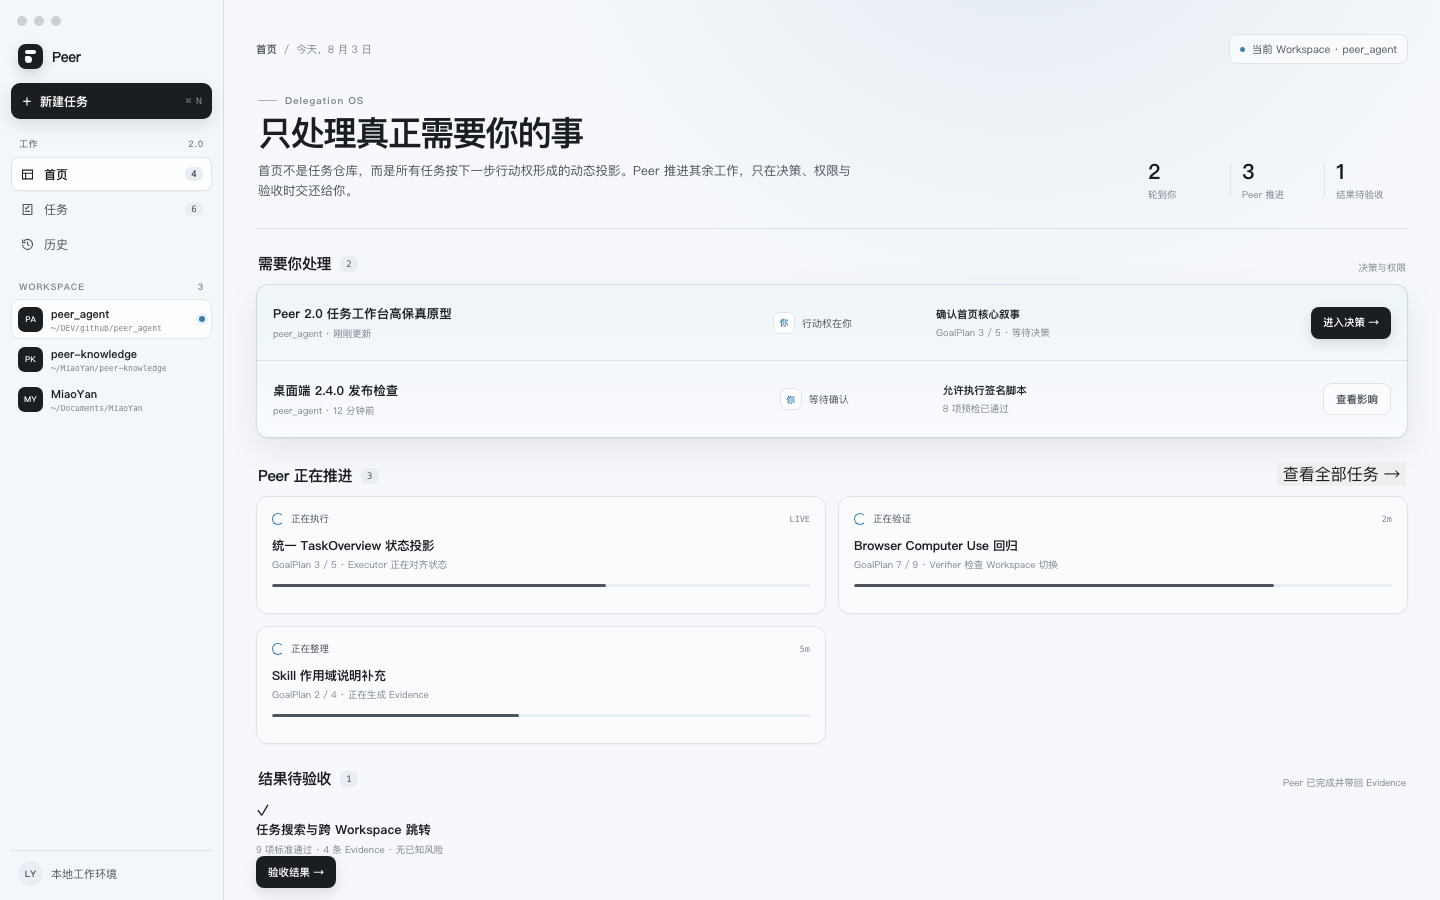 Peer
+ 新建任务 ⌘ N
工作 2.0
首页 4
任务 6
历史
WORKSPACE 3
PA peer_agent
~/DEV/github/peer_agent
PK peer-knowledge
~/MiaoYan/peer-knowledge
MY MiaoYan
~/Documents/MiaoYan
LY 本地工作环境
首页 / 今天，8 月 3 日
当前 Workspace · peer_agent
Delegation OS
只处理真正需要你的事
首页不是任务仓库，而是所有任务按下一步行动权形成的动态投影。Peer 推进其余工作，只在决策、权限与
验收时交还给你。
2 3 1
轮到你 Peer 推进 结果待验收
需要你处理 2
决策与权限
Peer 2.0 任务工作台高保真原型
peer_agent · 刚刚更新
你 行动权在你
确认首页核心叙事
GoalPlan 3 / 5 · 等待决策
进入决策 →
桌面端 2.4.0 发布检查
peer_agent · 12 分钟前
你 等待确认
允许执行签名脚本
8 项预检已通过
查看影响
Peer 正在推进 3
查看全部任务 →
正在执行 LIVE
统一 TaskOverview 状态投影
GoalPlan 3 / 5 · Executor 正在对齐状态
正在验证 2m
Browser Computer Use 回归
GoalPlan 7 / 9 · Verifier 检查 Workspace 切换
正在整理 5m
Skill 作用域说明补充
GoalPlan 2 / 4 · 正在生成 Evidence
结果待验收 1
Peer 已完成并带回 Evidence
✓
任务搜索与跨 Workspace 跳转
9 项标准通过 · 4 条 Evidence · 无已知风险
验收结果 →